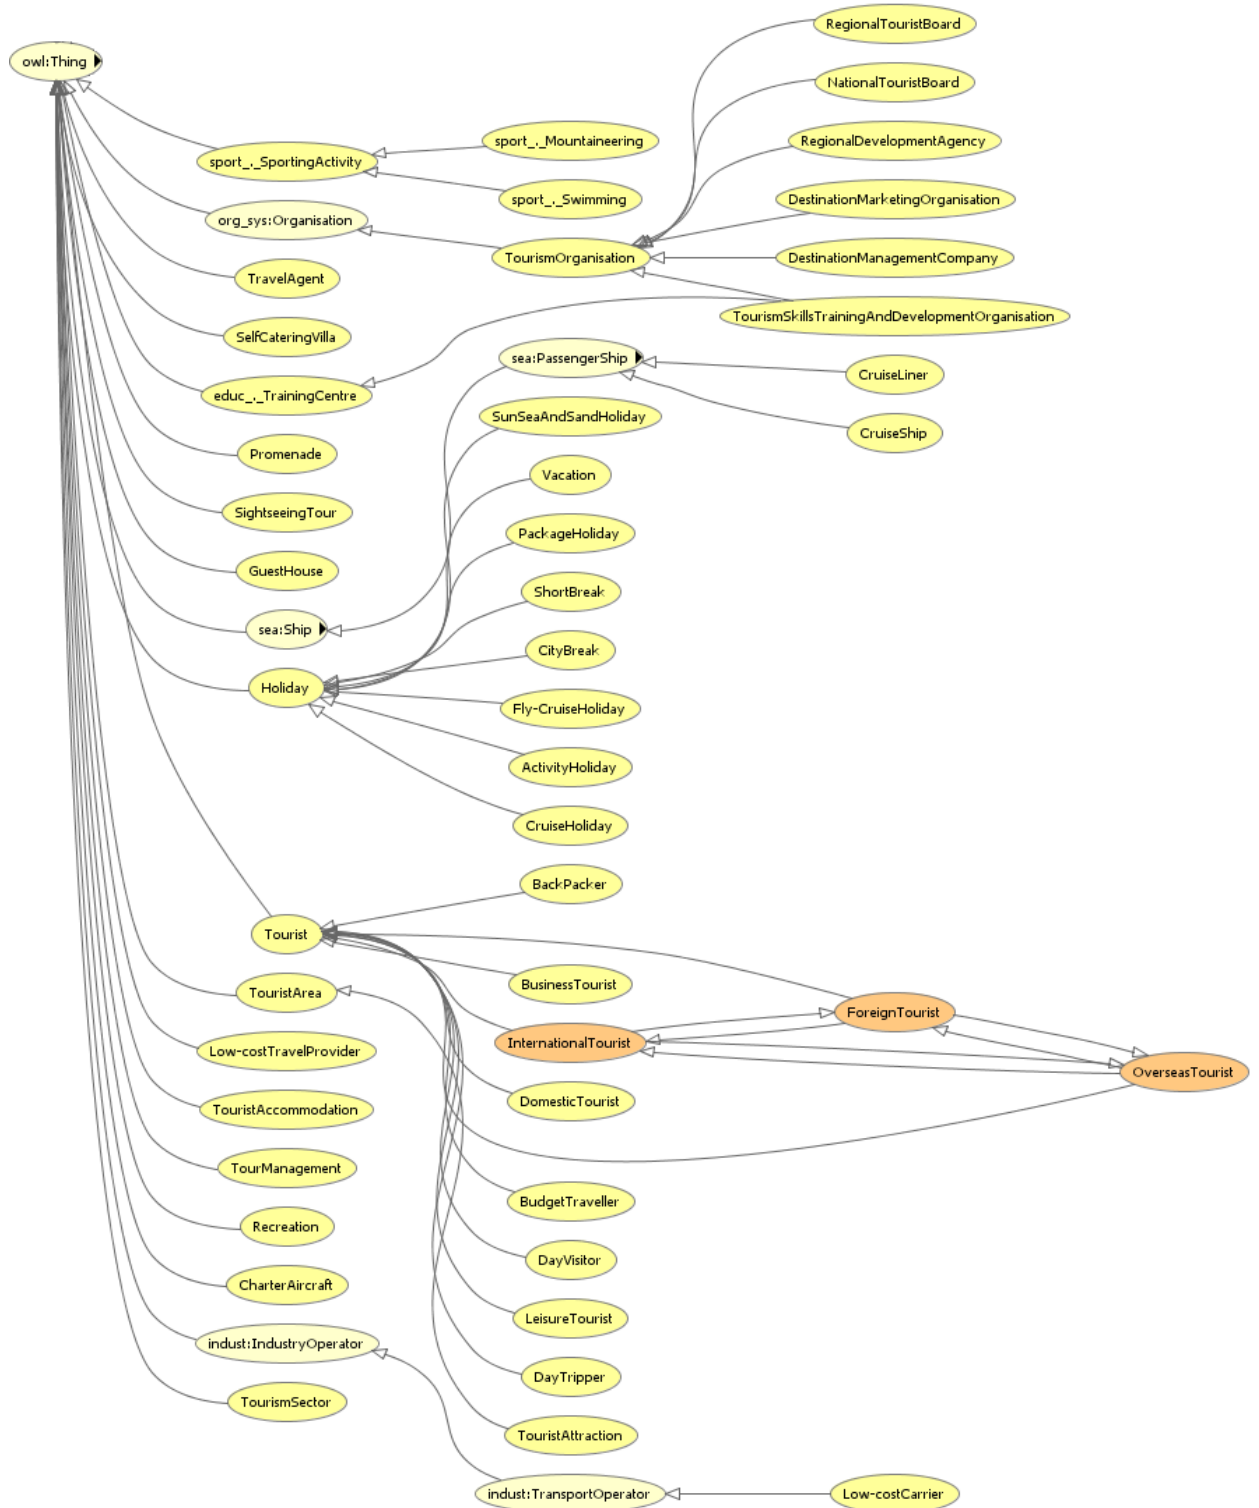 RegionalTouristBoard
owl:Thing
NationalTouristBoard
sport_._Mountaineering
RegionalDevelopmentAgency
sport_._SportingActivity
sport_._Swimming
DestinationMarketingOrganisation
org_sys:Organisation
TourismOrganisation
DestinationManagementCompany
TravelAgent
TourismSkillsTrainingAndDevelopmentOrganisation
SelfCateringVilla
sea:PassengerShip
CruiseLiner
educ_._TrainingCentre
SunSeaAndSandHoliday
CruiseShip
Promenade
Vacation
SightseeingTour
PackageHoliday
GuestHouse
ShortBreak
sea:Ship
CityBreak
Holiday
Fly-CruiseHoliday
ActivityHoliday
CruiseHoliday
BackPacker
Tourist
BusinessTourist
TouristArea
ForeignTourist
InternationalTourist
Low-costTravelProvider
OverseasTourist
DomesticTourist
TouristAccommodation
TourManagement
BudgetTraveller
Recreation
DayVisitor
CharterAircraft
LeisureTourist
indust:IndustryOperator
DayTripper
TourismSector
TouristAttraction
indust:TransportOperator
Low-costCarrier